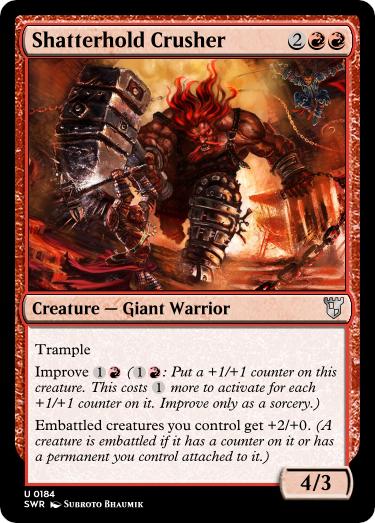 Shatterhold Crusher 2
Creature — Giant Warrior
Trample
Improve 1 (1 : Put a +1/+1 counter on this
creature. This costs 1 more to activate for each
+1/+1 counter on it. Improve only as a sorcery.)
Embattled creatures you control get +2/+0. (A
creature is embattled if it has a counter on it or has
a permanent you control attached to it.)
4/3
U 0184
SWR SUBROTO BHAUMIK